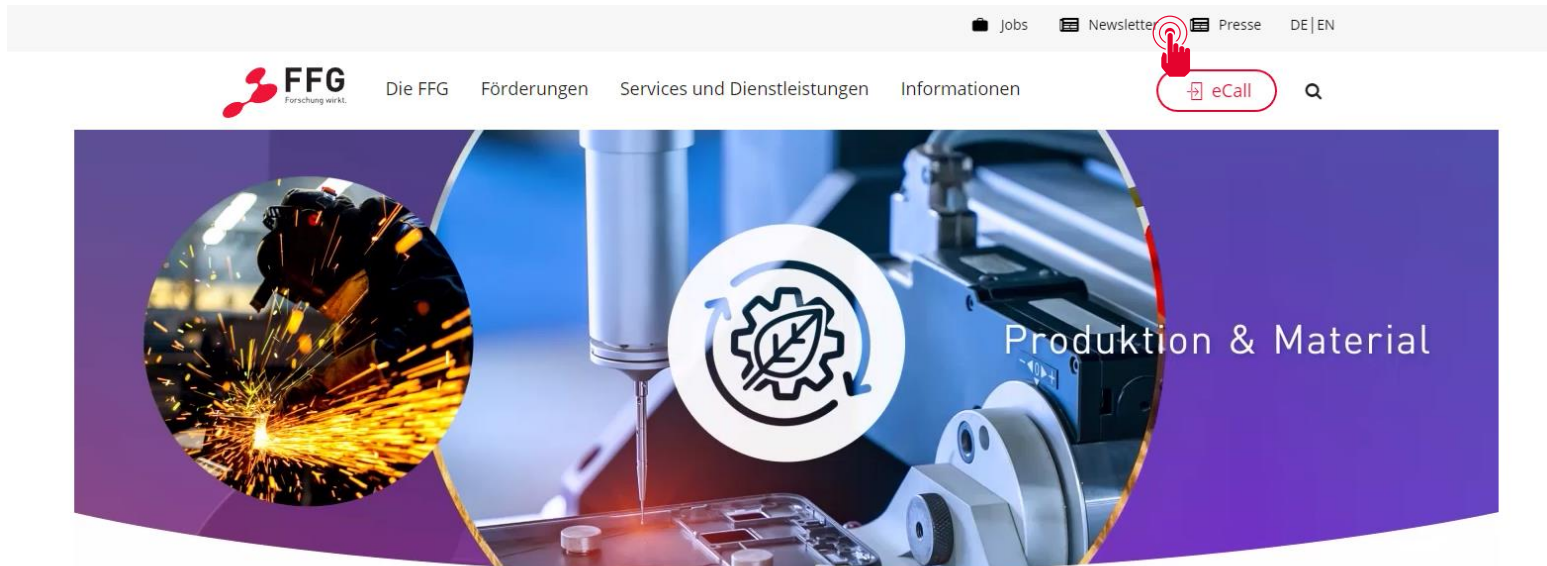 Jobs Newsletter Presse DE|EN
FFG
Forschung wirkt.
Die FFG Förderungen Services und Dienstleistungen Informationen eCall
Produktion & Material